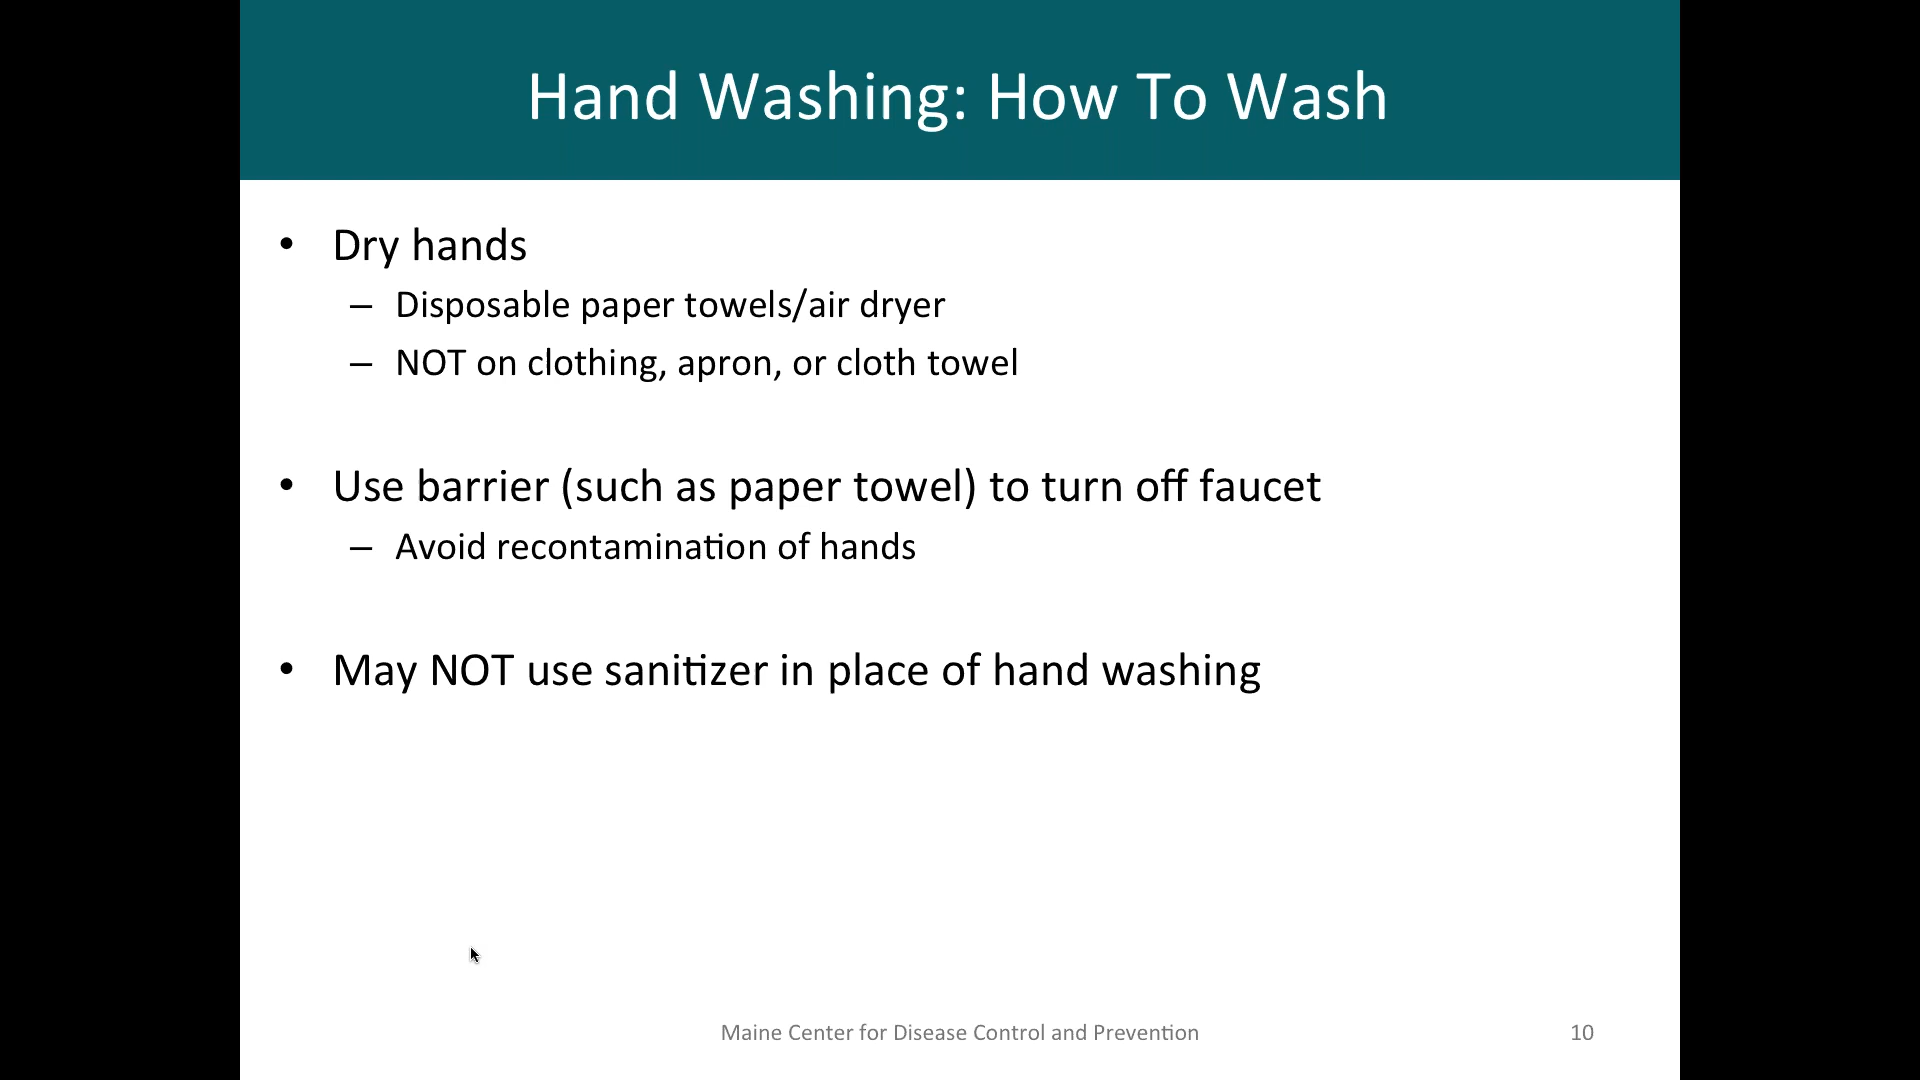 Hand Washing: How To Wash
• Dry hands
– Disposable paper towels/air dryer
– NOT on clothing, apron, or cloth towel
• Use barrier (such as paper towel) to turn off faucet
– Avoid recontamination of hands
• May NOT use sanitizer in place of hand washing
Maine Center for Disease Control and Prevention
10